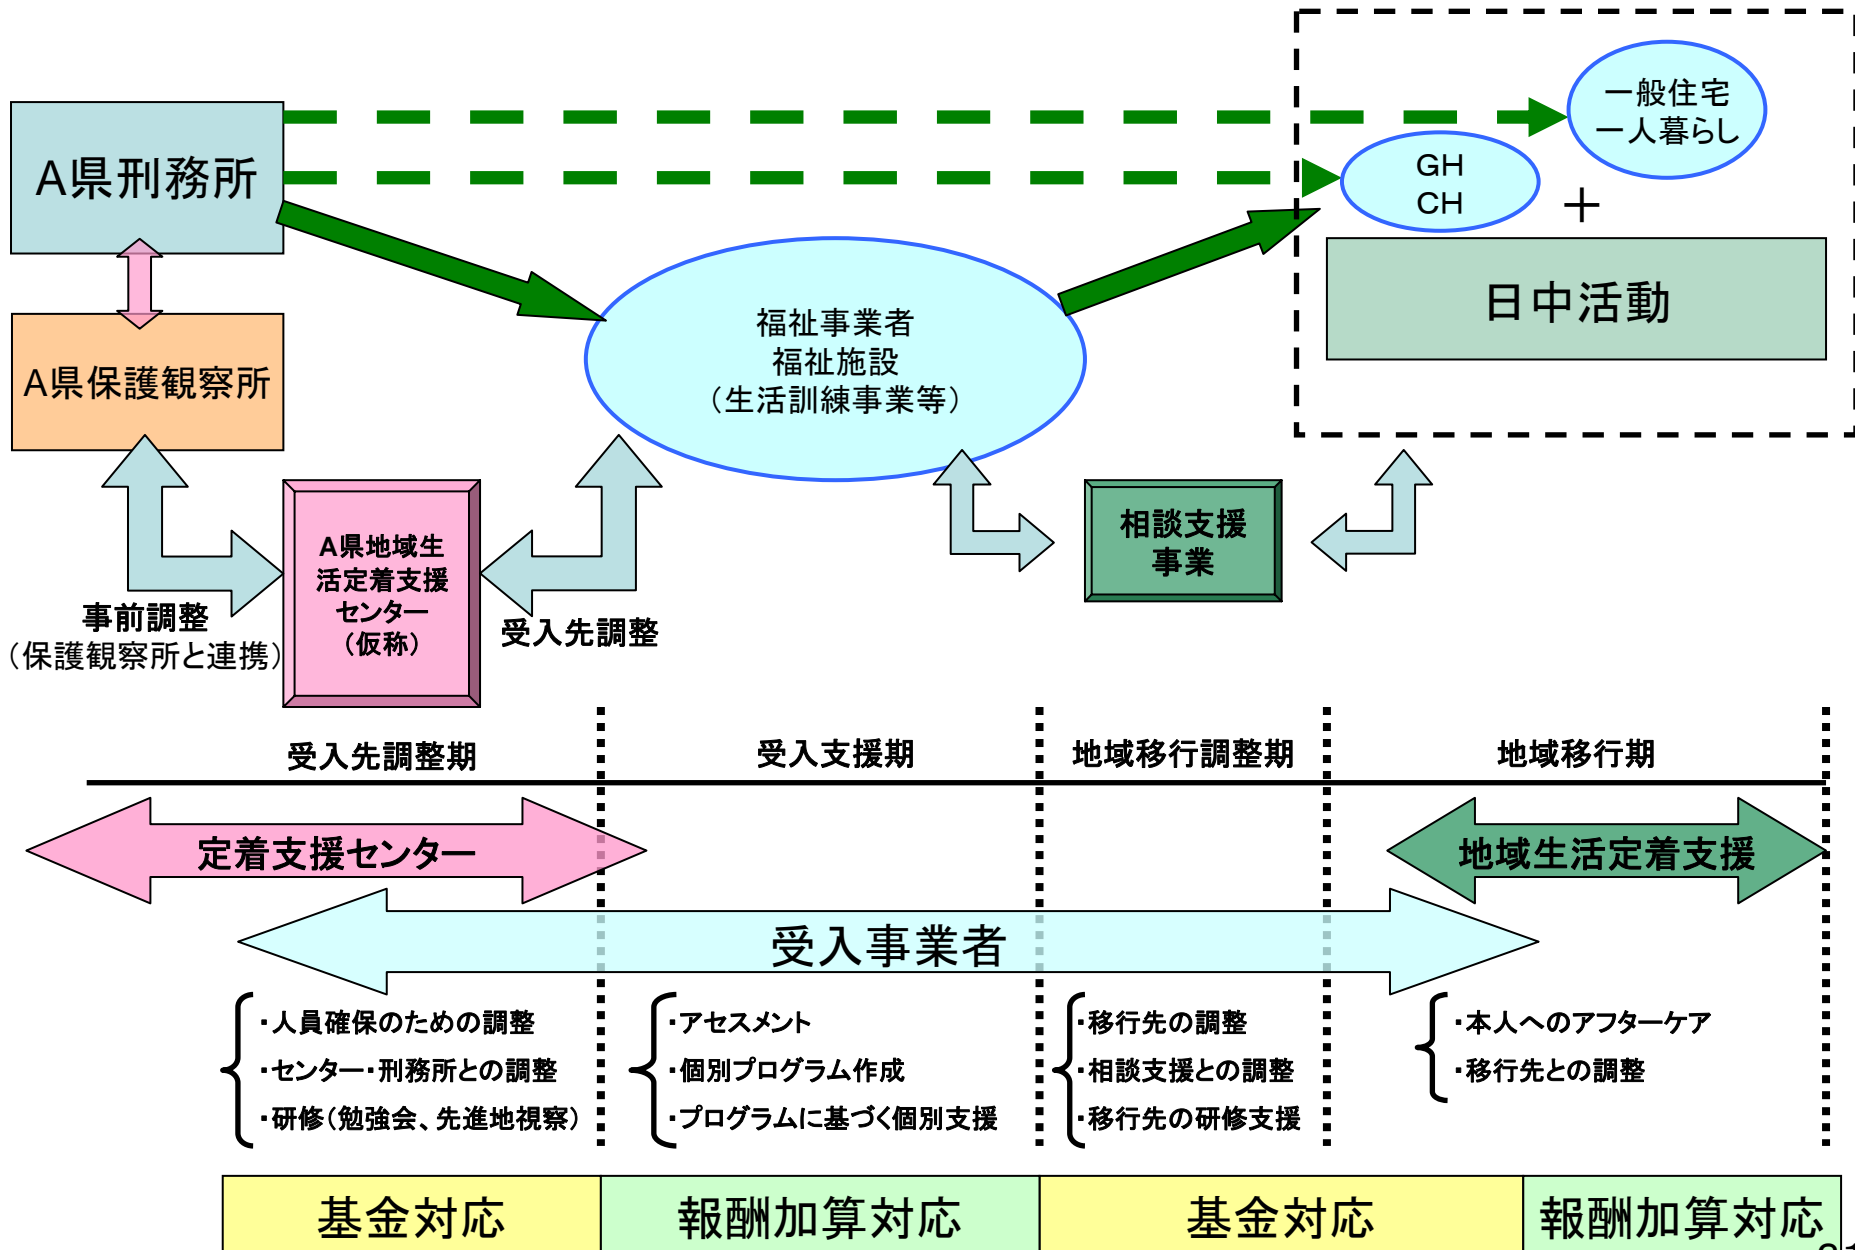 一般住宅
一人暮らし
A県刑務所
GH
CH
＋
日中活動
福祉事業者
福祉施設
（生活訓練事業等）
A県保護観察所
A県地域生
活定着支援
センター
（仮称）
相談支援
事業
事前調整
（保護観察所と連携）
受入先調整
受入先調整期
受入支援期
地域移行調整期
地域移行期
定着支援センター
地域生活定着支援
受入事業者
・人員確保のための調整
・センター・刑務所との調整
・研修（勉強会、先進地視察）
・アセスメント
・個別プログラム作成
・プログラムに基づく個別支援
・移行先の調整
・相談支援との調整
・移行先の研修支援
・本人へのアフターケア
・移行先との調整
基金対応
報酬加算対応
基金対応
報酬加算対応